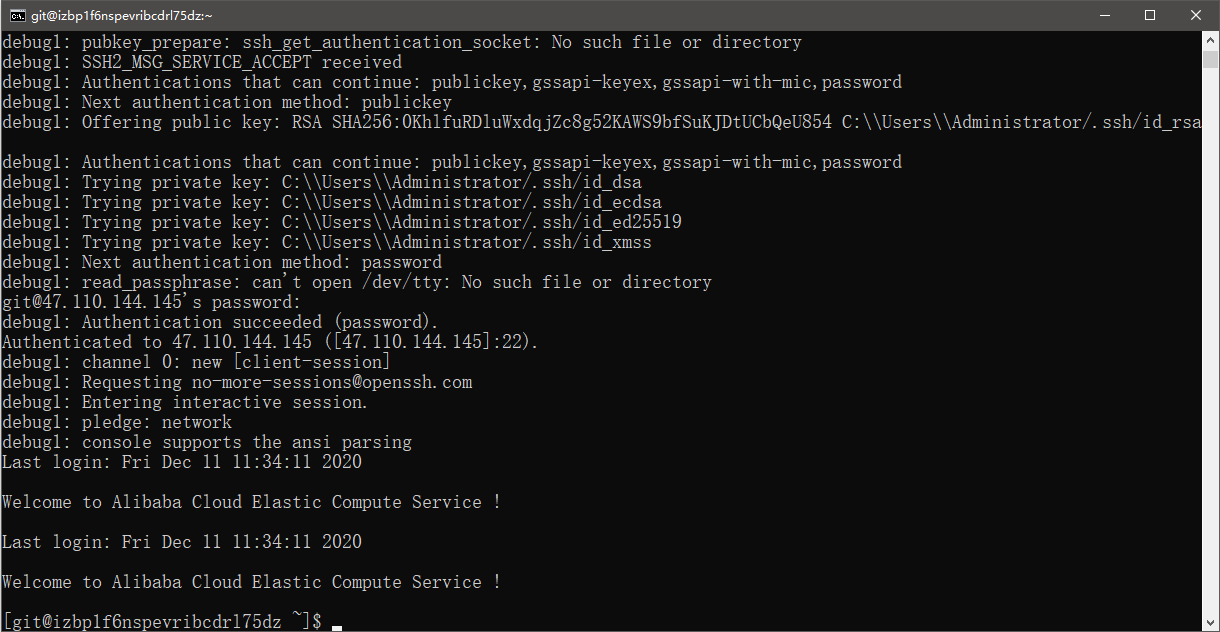 git@izbp1f6nspevribcdrl75dz:~
debug1: pubkey_prepare: ssh_get_authentication_socket: No such file or directory
debug1: SSH2_MSG_SERVICE_ACCEPT received
debug1: Authentications that can continue: publickey,gssapi-keyex,gssapi-with-mic,password
debug1: Next authentication method: publickey
debug1: Offering public key: RSA SHA256:OKhlfuRDluWxdqjZc8g52KAWS9bfSuKJDtUCbQeU854 C:\\Users\\Administrator/.ssh/id_rsa
debug1: Authentications that can continue: publickey,gssapi-keyex,gssapi-with-mic,password
debug1: Trying private key: C:\\Users\\Administrator/.ssh/id_dsa
debug1: Trying private key: C:\\Users\\Administrator/.ssh/id_ecdsa
debug1: Trying private key: C:\\Users\\Administrator/.ssh/id_ed25519
debug1: Trying private key: C:\\Users\\Administrator/.ssh/id_xmss
debug1: Next authentication method: password
debug1: read_passphrase: can't open /dev/tty: No such file or directory
git@47.110.144.145's password:
debug1: Authentication succeeded (password).
Authenticated to 47.110.144.145 ([47.110.144.145]:22).
debug1: channel 0: new [client-session]
debug1: Requesting no-more-sessions@openssh.com
debug1: Entering interactive session.
debug1: pledge: network
debug1: console supports the ansi parsing
Last login: Fri Dec 11 11:34:11 2020
Welcome to Alibaba Cloud Elastic Compute Service !
Last login: Fri Dec 11 11:34:11 2020
Welcome to Alibaba Cloud Elastic Compute Service !
[git@izbp1f6nspevribcdrl75dz ~]$